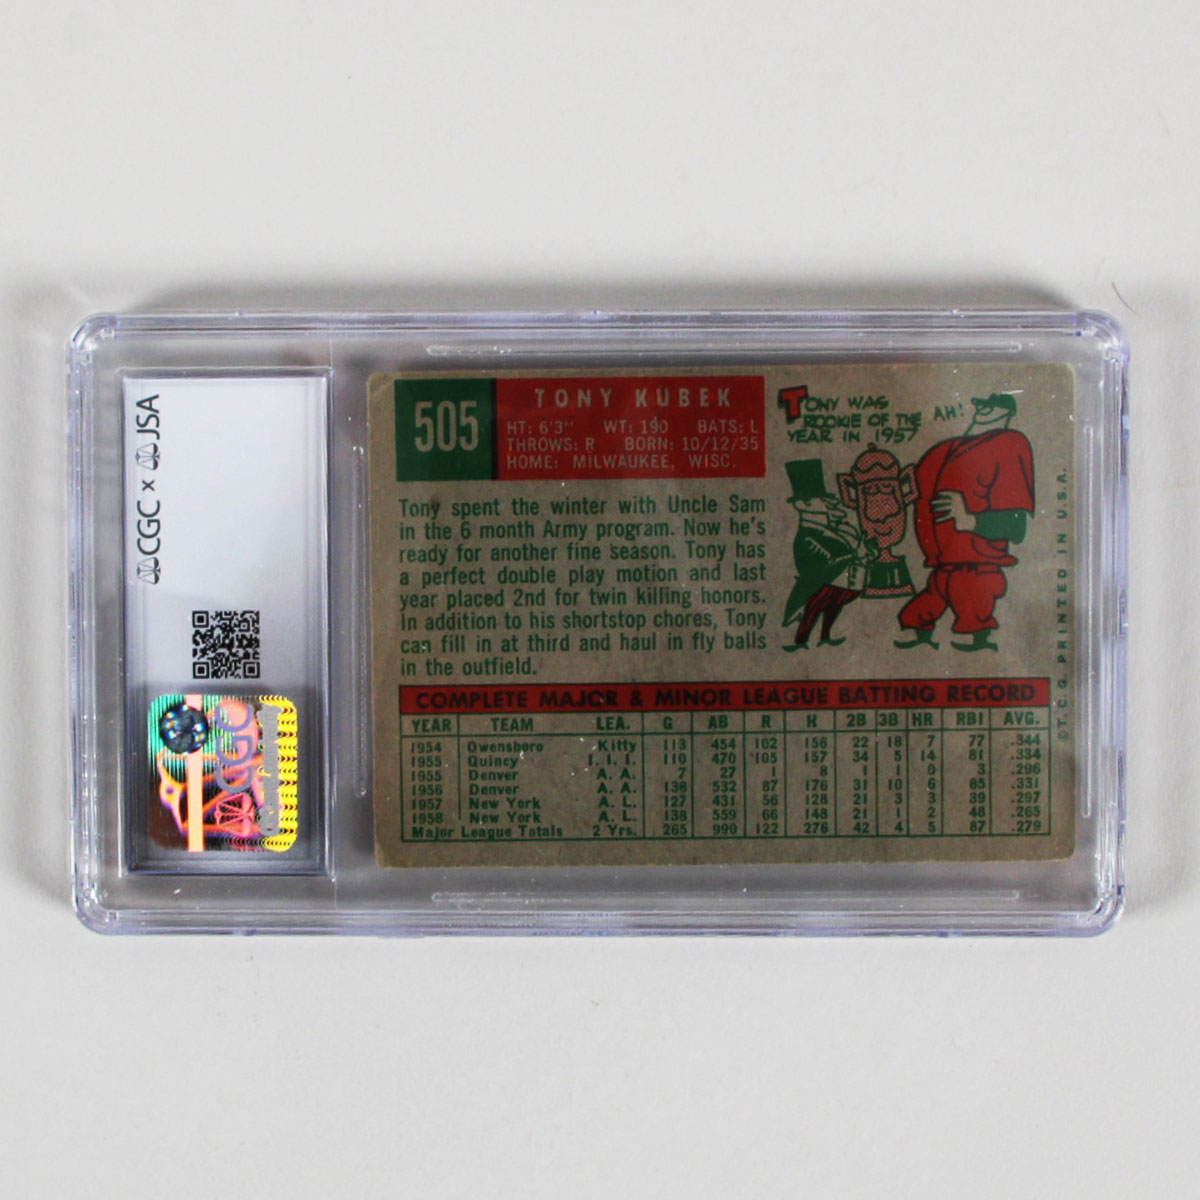 CGC x JSA
CGC
505
TONY KUBEK
HT: 6'3" WT: 190 BATS: L
THROWS: R BORN: 10/12/35
HOME: MILWAUKEE, WISC.
TONY WAS
ROOKIE OF THE
YEAR IN 1957
AH!
Tony spent the winter with Uncle Sam
in the 6 month Army program. Now he's
ready for another fine season. Tony has
a perfect double play motion and last
year placed 2nd for twin killing honors.
In addition to his shortstop chores, Tony
can fill in at third and haul in fly balls
in the outfield.
COMPLETE MAJOR & MINOR LEAGUE BATTING RECORD
YEAR TEAM LEA. G AB R H 2B 3B HR RBI AVG.
1954 Owensboro Kitty 113 454 102 156 22 18 7 77 .344
1955 Quincy I. I. I. 110 470 *105 157 34 5 14 81 .334
1955 Denver A. A. 7 27 1 8 1 1 0 3 .296
1956 Denver A. A. 138 532 87 176 31 10 6 85 .331
1957 New York A. L. 127 431 56 128 21 3 3 39 .297
1958 New York A. L. 138 559 66 148 21 1 2 48 .265
Major League Totals 2 Yrs. 265 990 122 276 42 4 5 87 .279
© T. C. G. PRINTED IN U.S.A.